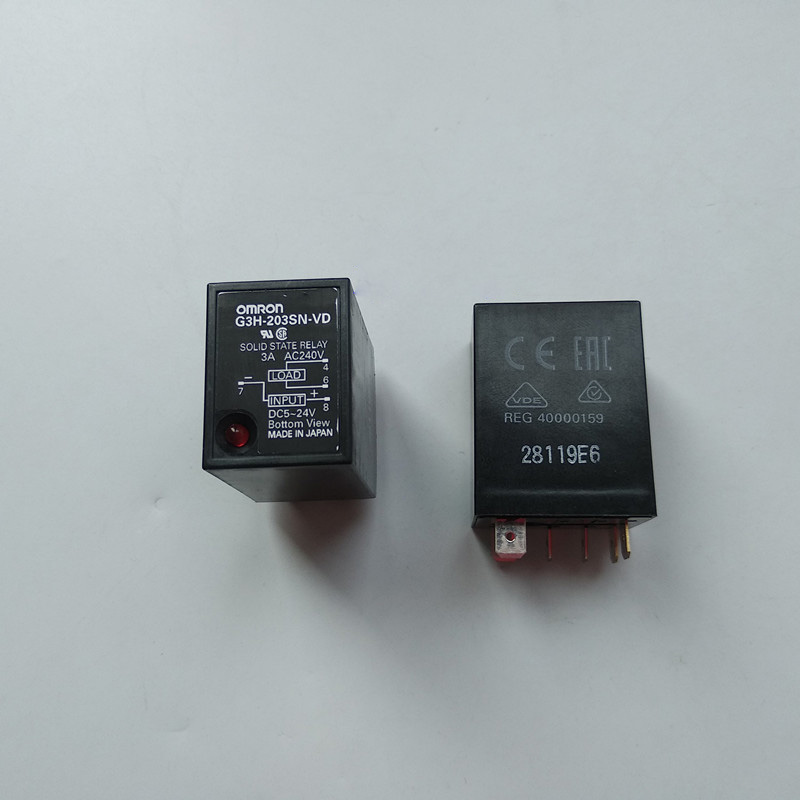 OMRON
G3H-203SN-VD
SOLID STATE RELAY
3A AC240V
4
LOAD
−
6
7
+
INPUT
8
DC5~24V
Bottom View
MADE IN JAPAN
CE EAC
VDE
REG 40000159
28119E6